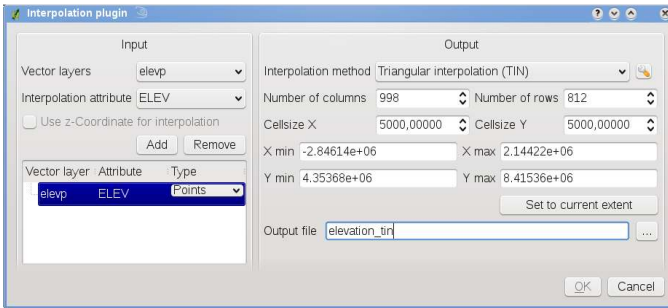 Interpolation plugin
Input
Vector layers elevp
Interpolation attribute ELEV
Use z-Coordinate for interpolation
Add Remove
Vector layer Attribute Type
elevp ELEV Points
Output
Interpolation method Triangular interpolation (TIN)
Number of columns 998 Number of rows 812
Cellsize X 5000,00000 Cellsize Y 5000,00000
X min -2.84614e+06 X max 2.14422e+06
Y min 4.35368e+06 Y max 8.41536e+06
Set to current extent
Output file elevation_tin ...
OK Cancel